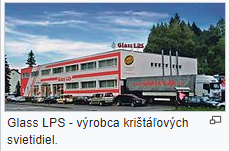 Glass LPS
Glass LPS - výrobca krištáľových
svietidiel.